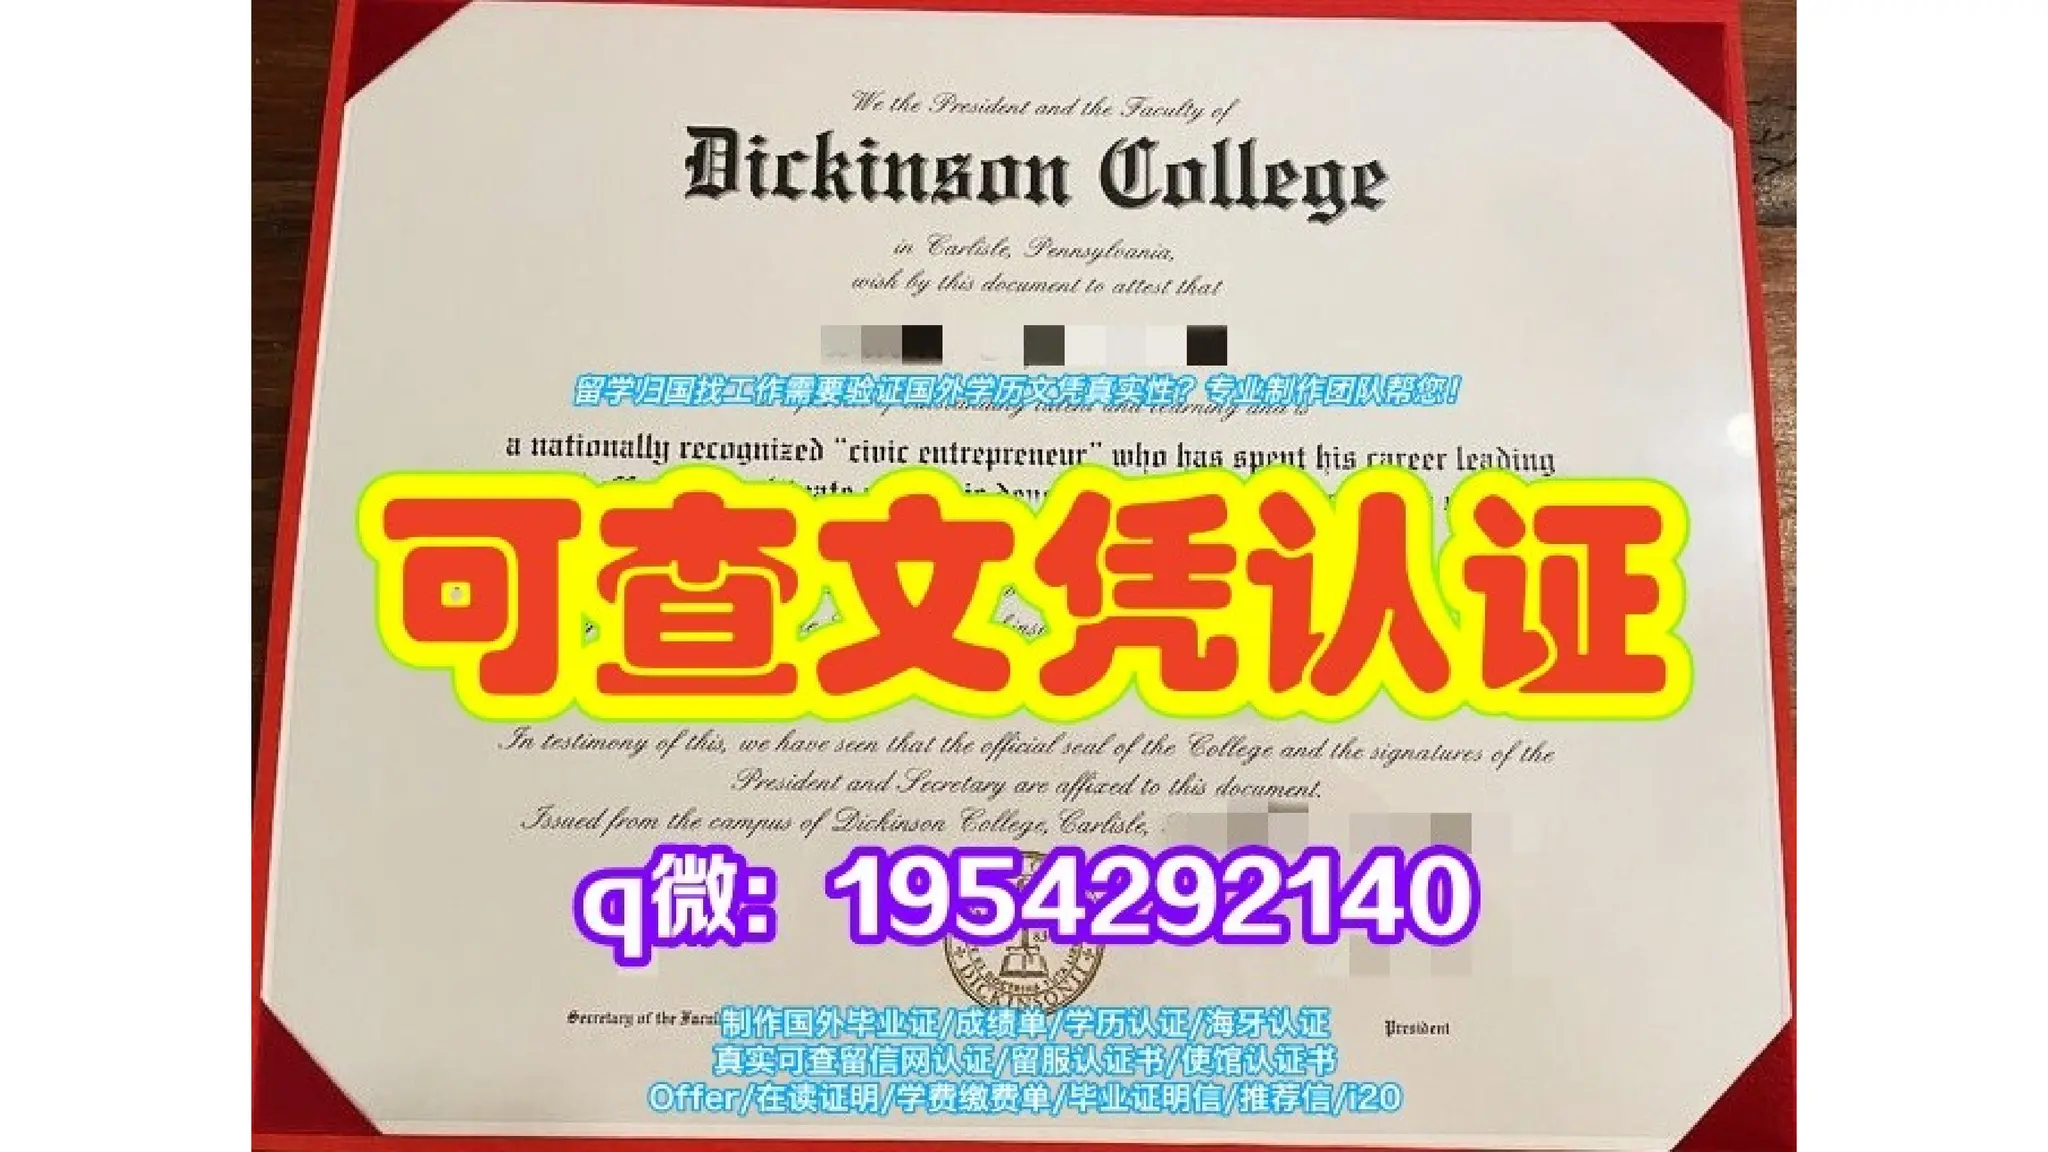 We the President and the Faculty of
Dickinson College
in Carlisle, Pennsylvania,
wish by this document to attest that
留学归国找工作需要验证国外学历文凭真实性？专业制作团队帮您！
and learning and is
a nationally recognized "civic entrepreneur" who has spent his career leading
可查文凭认证
In testimony of this, we have seen that the official seal of the College and the signatures of the
President and Secretary are affixed to this document.
Issued from the campus of Dickinson College, Carlisle,
q微：1954292140
DICKINSON
Secretary of the
President
制作国外毕业证/成绩单/学历认证/海牙认证
真实可查留信网认证/留服认证书/使馆认证书
Offer/在读证明/学费缴费单/毕业证明信/推荐信/i20